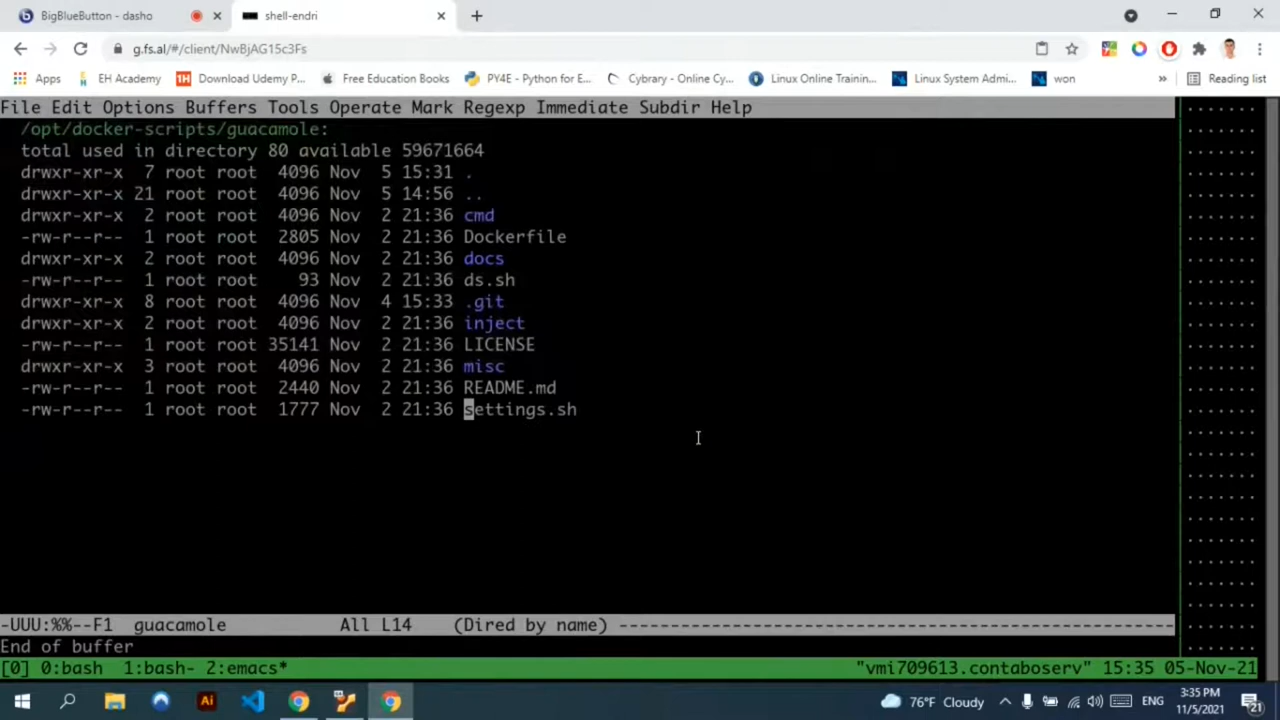 BigBlueButton - dasho
shell-endri
g.fs.al/#/client/NwBjAG15c3Fs
Apps EH Academy Download Udemy P... Free Education Books PY4E - Python for E... Cybrary - Online Cy... Linux Online Trainin... Linux System Admi... won » Reading list
File Edit Options Buffers Tools Operate Mark Regexp Immediate Subdir Help
/opt/docker-scripts/guacamole:
total used in directory 80 available 59671664
drwxr-xr-x 7 root root 4096 Nov 5 15:31 .
drwxr-xr-x 21 root root 4096 Nov 5 14:56 ..
drwxr-xr-x 2 root root 4096 Nov 2 21:36 cmd
-rw-r--r-- 1 root root 2805 Nov 2 21:36 Dockerfile
drwxr-xr-x 2 root root 4096 Nov 2 21:36 docs
-rw-r--r-- 1 root root 93 Nov 2 21:36 ds.sh
drwxr-xr-x 8 root root 4096 Nov 4 15:33 .git
drwxr-xr-x 2 root root 4096 Nov 2 21:36 inject
-rw-r--r-- 1 root root 35141 Nov 2 21:36 LICENSE
drwxr-xr-x 3 root root 4096 Nov 2 21:36 misc
-rw-r--r-- 1 root root 2440 Nov 2 21:36 README.md
-rw-r--r-- 1 root root 1777 Nov 2 21:36 settings.sh
-UUU:%%--F1 guacamole All L14 (Dired by name) ----------------------------------------------------
End of buffer
[0] 0:bash 1:bash- 2:emacs* "vmi709613.contaboserv" 15:35 05-Nov-21
Ai 76°F Cloudy ENG 3:35 PM
11/5/2021 21